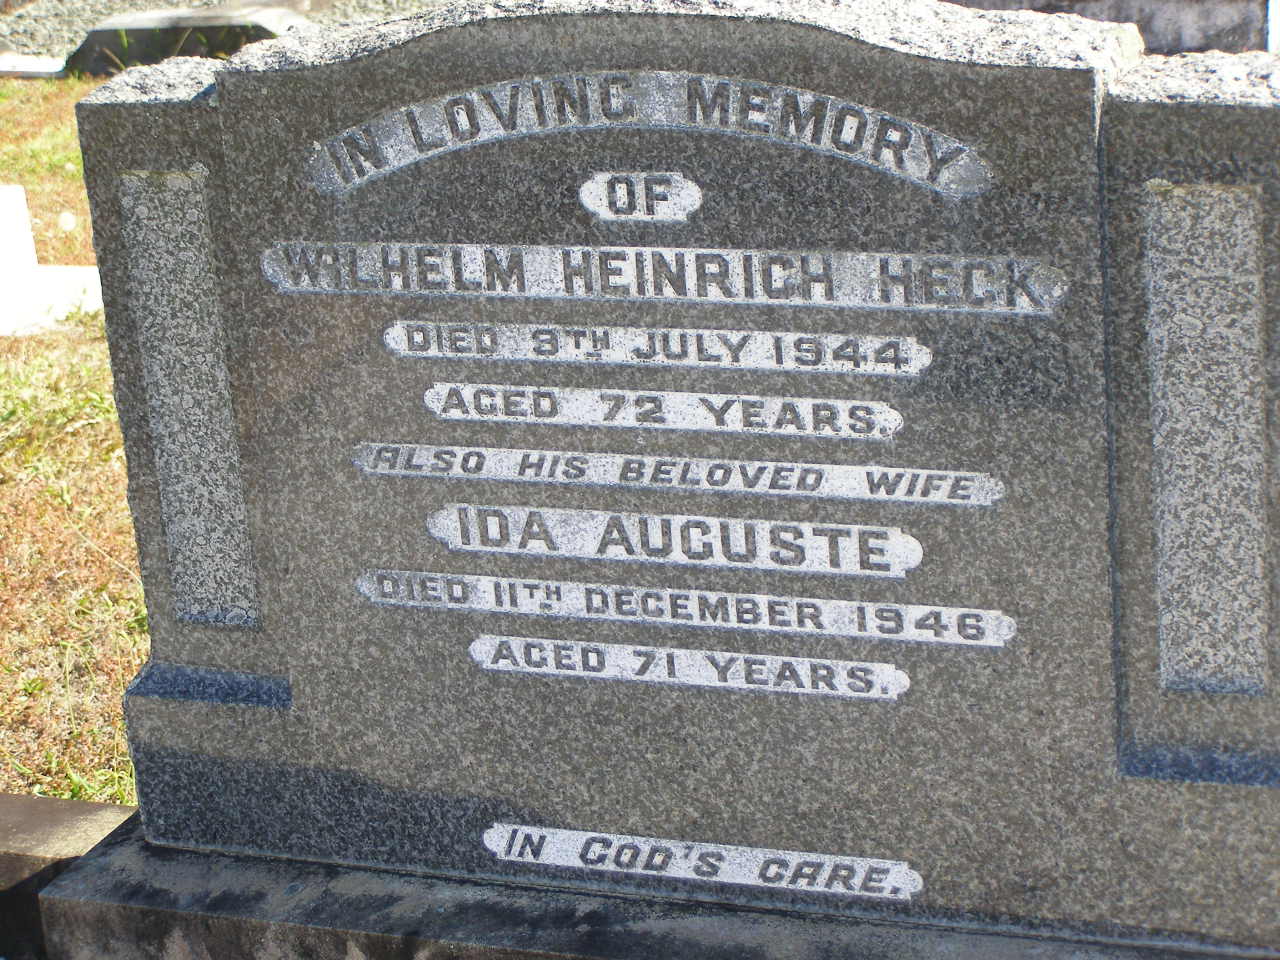 IN LOVING MEMORY
OF
WILHELM HEINRICH HECK
DIED 9TH JULY 1944
AGED 72 YEARS.
ALSO HIS BELOVED WIFE
IDA AUGUSTE
DIED 11TH DECEMBER 1946
AGED 71 YEARS.
IN GOD'S CARE.